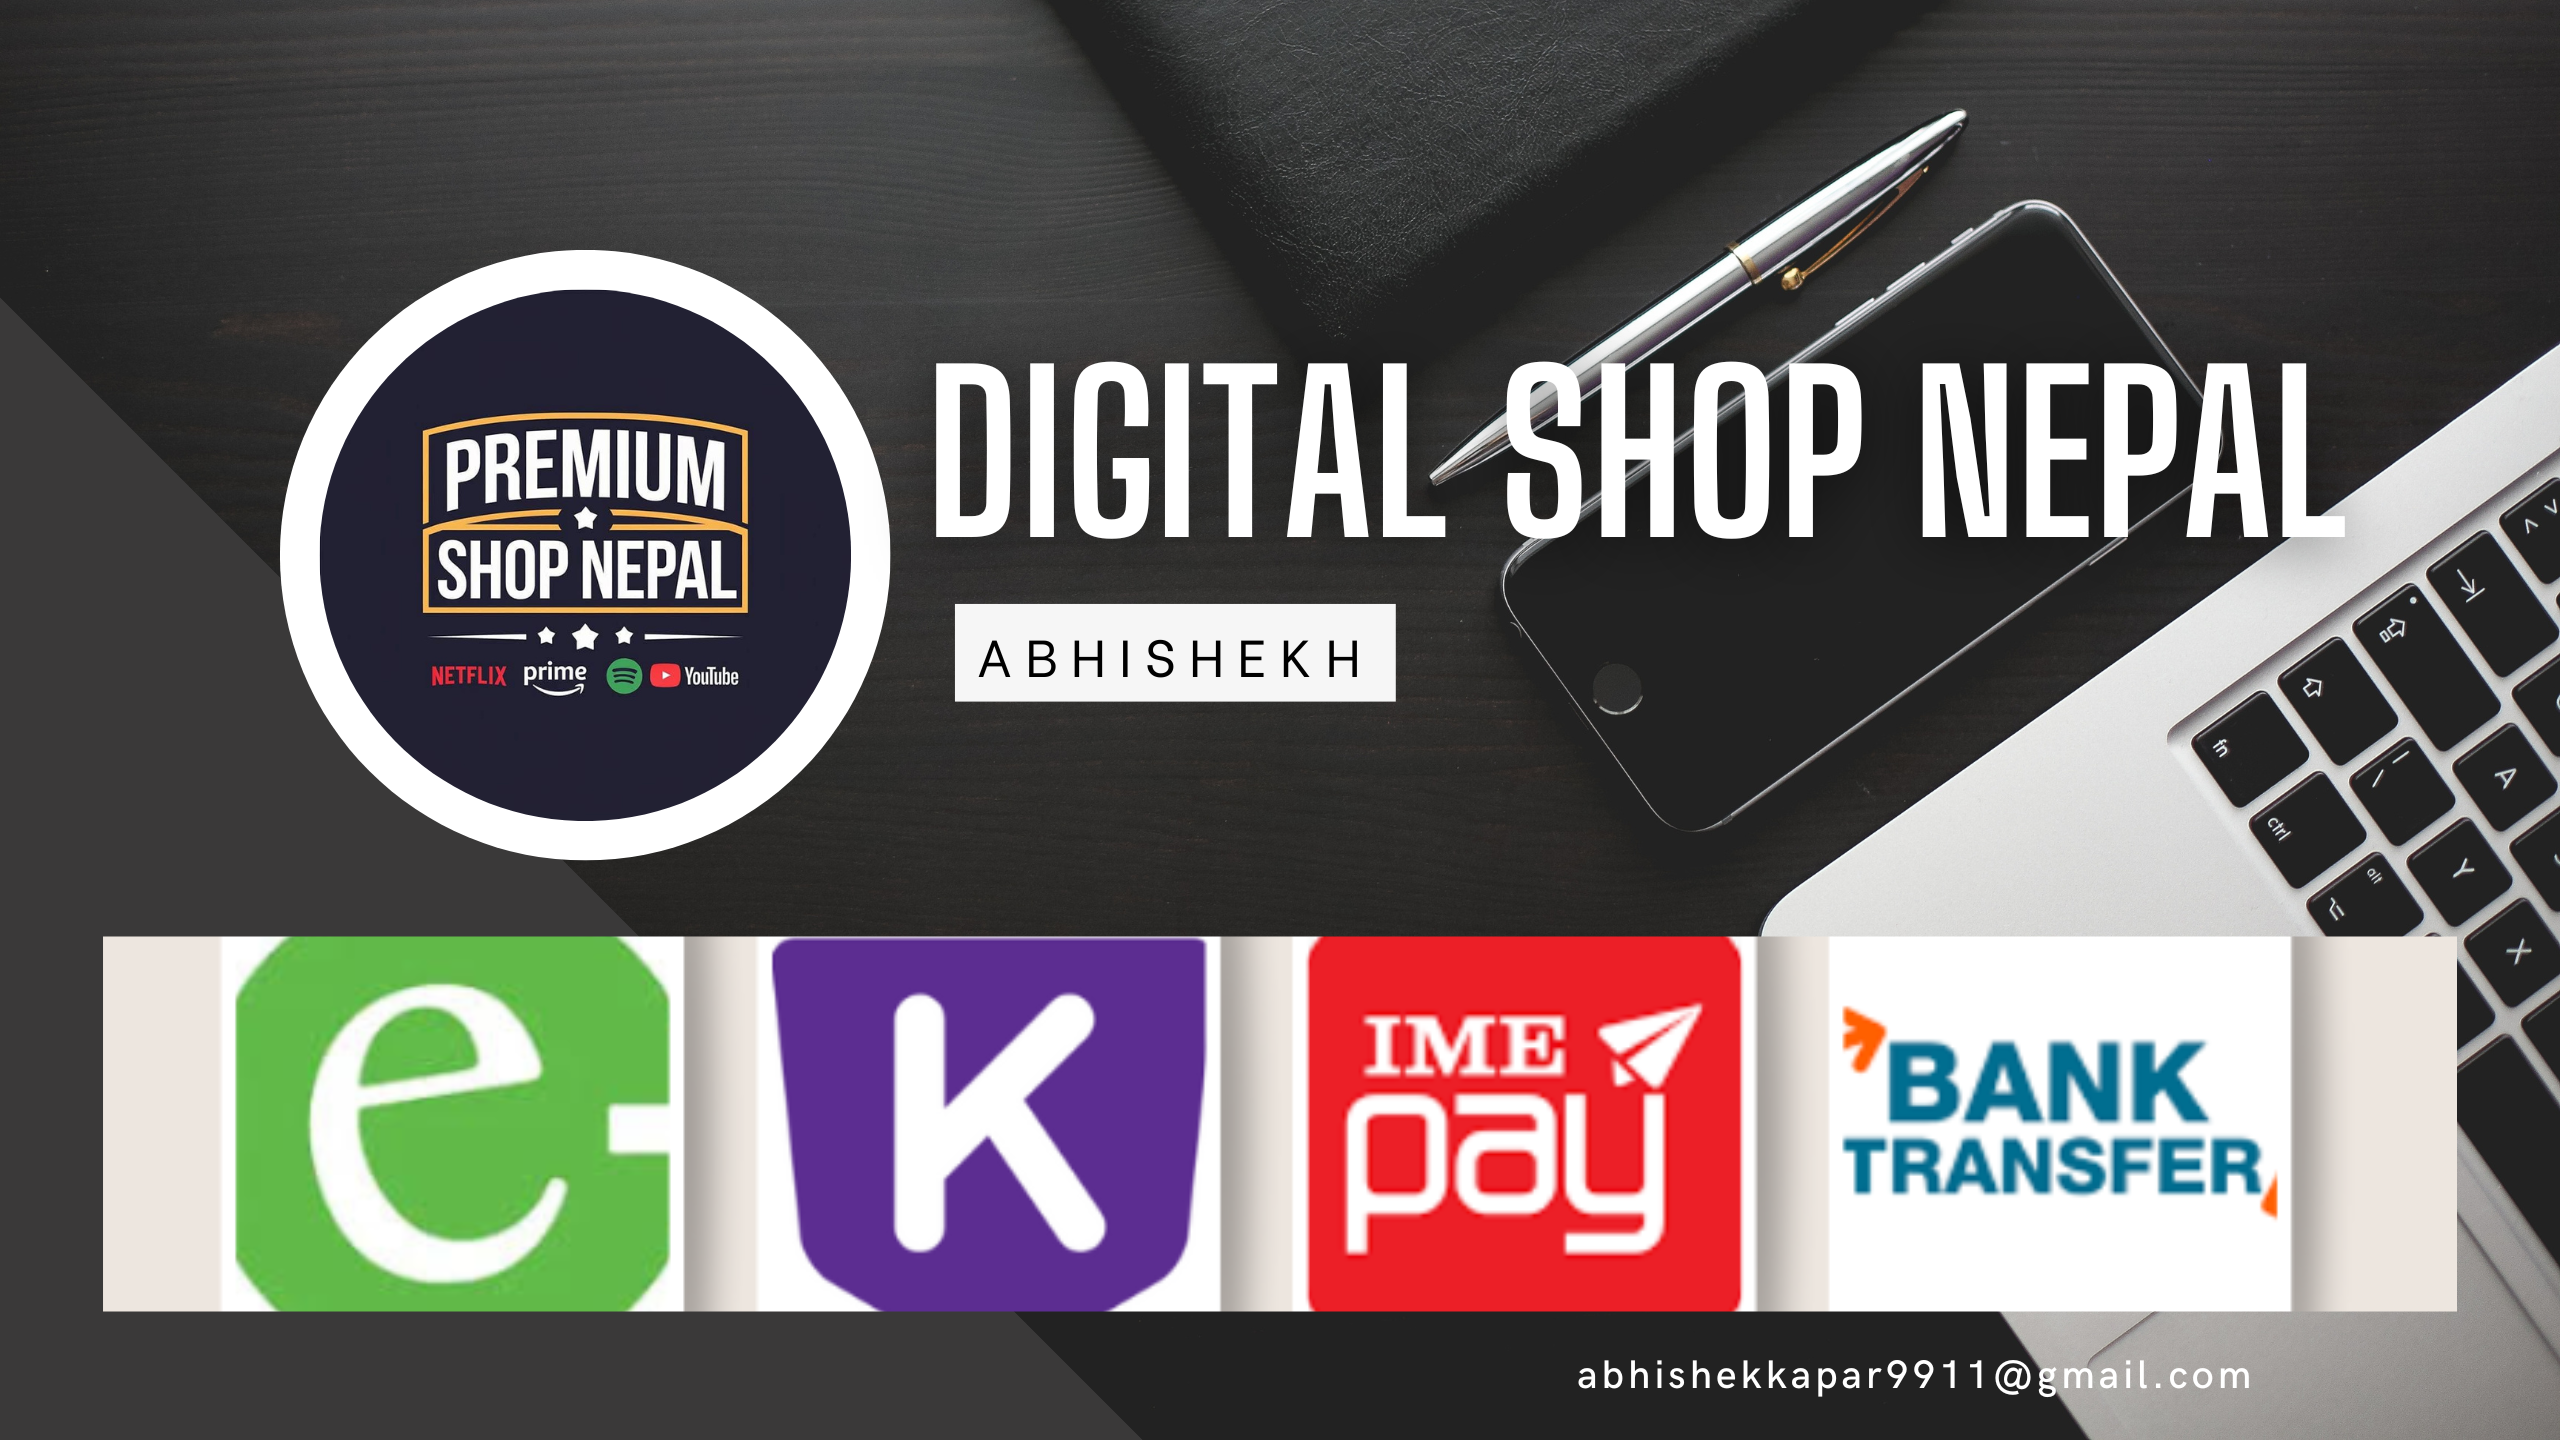 DIGITAL SHOP NEPAL
PREMIUM
SHOP NEPAL
NETFLIX prime YouTube
ABHISHEKH
e
K
IME
pay
BANK
TRANSFER
abhishekkapar9911@gmail.com
fn
ctrl
alt
A
Y
X